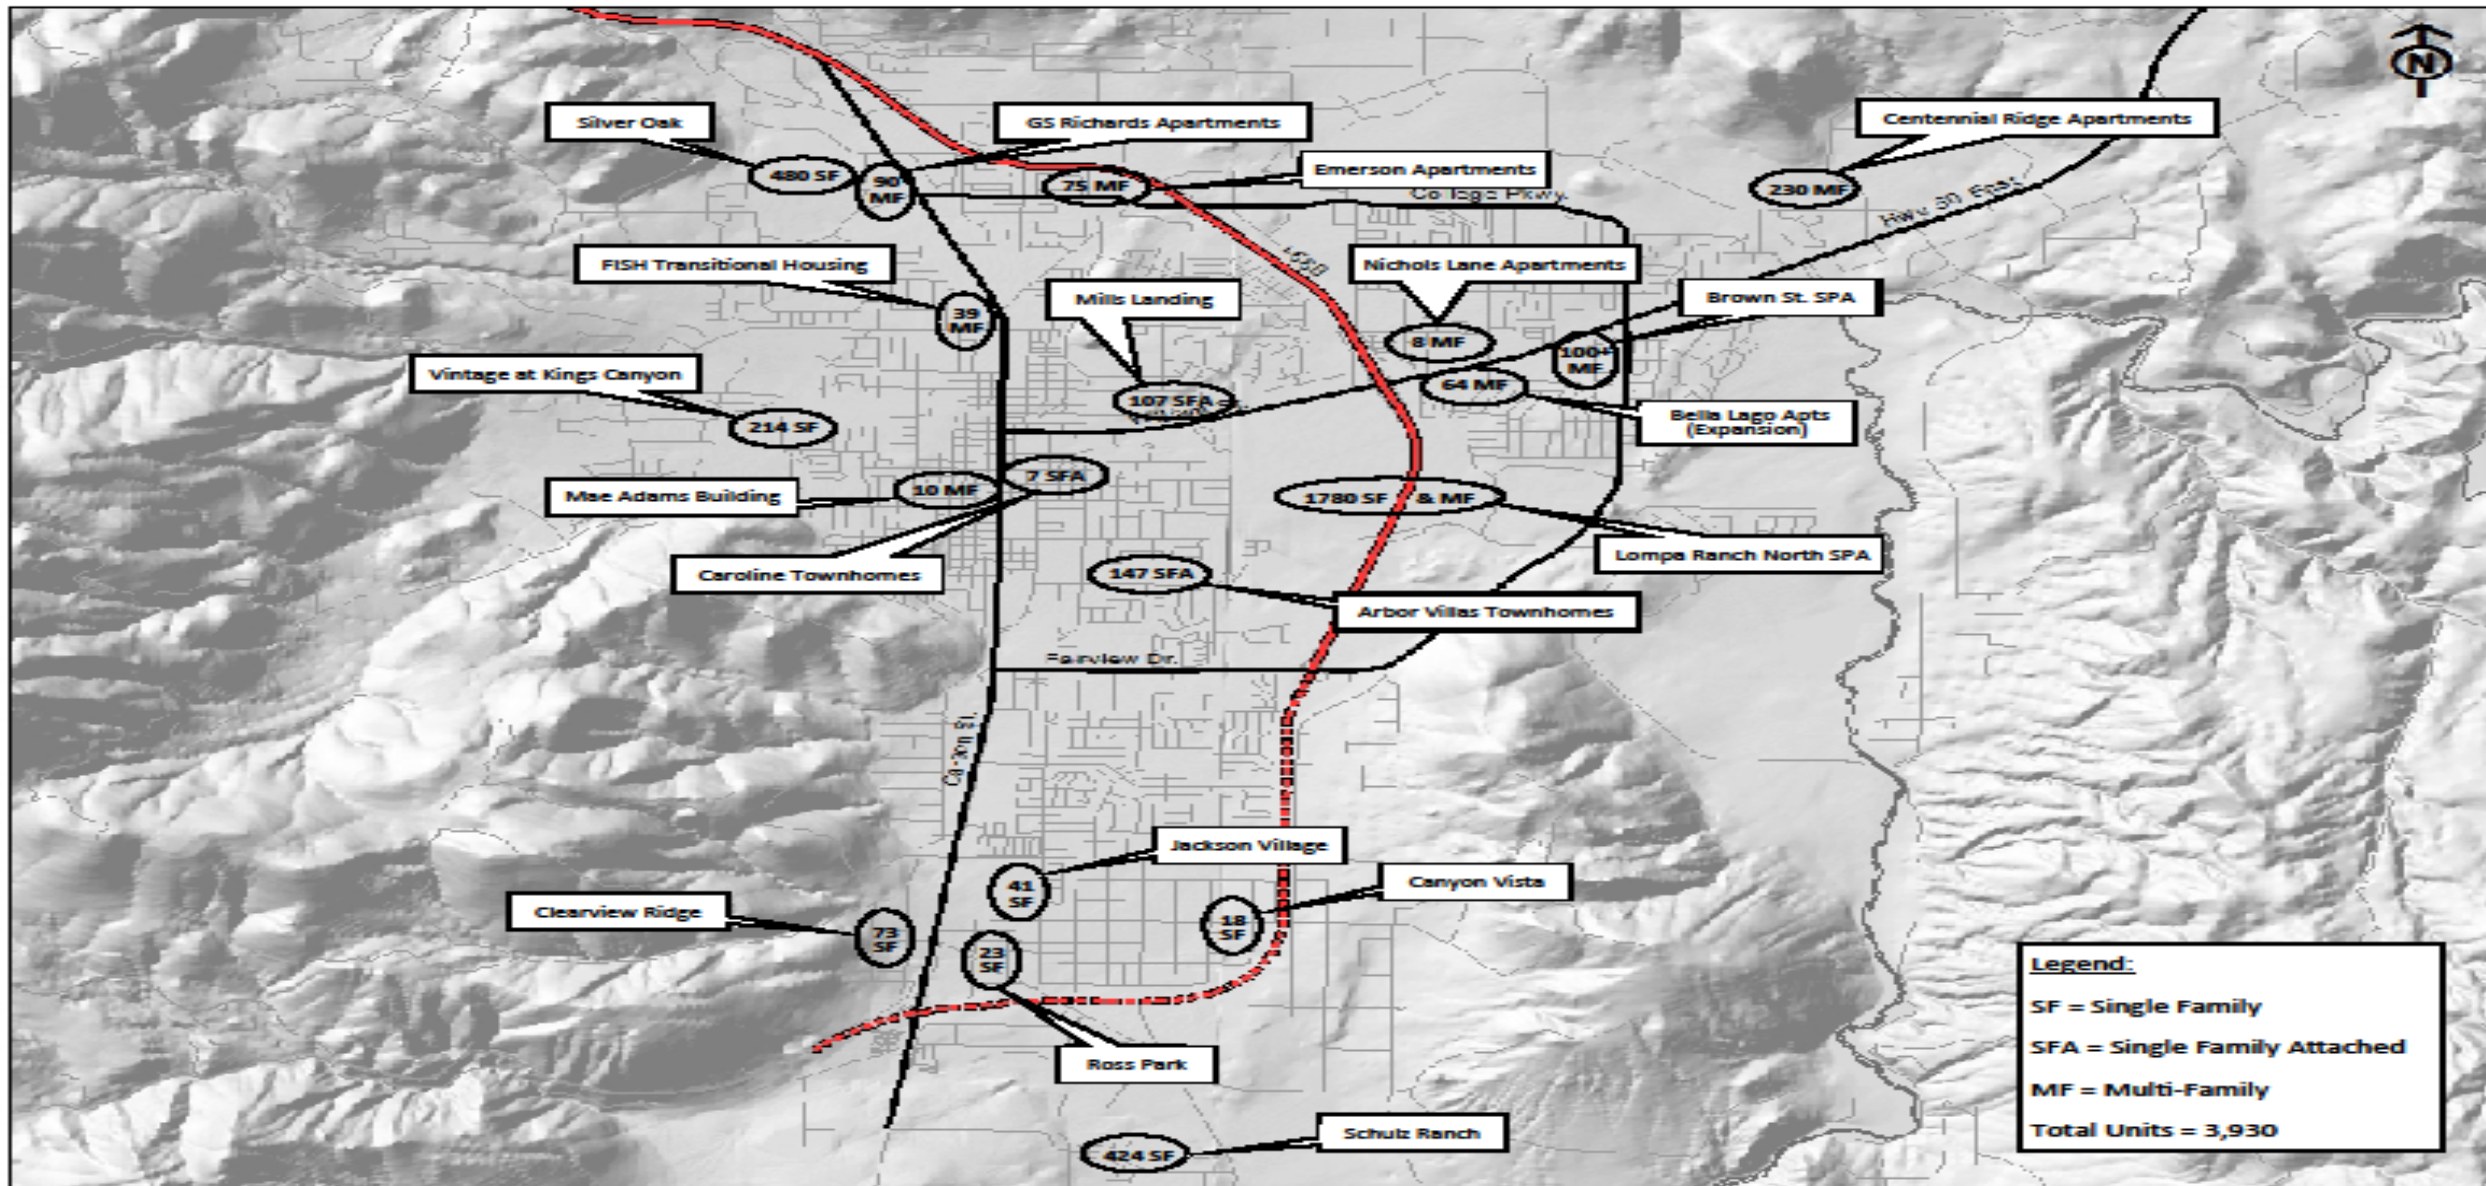 N
Silver Oak
GS Richards Apartments
Centennial Ridge Apartments
Emerson Apartments
480 SF
90
MF
75 MF
230 MF
College Pkwy.
Hwy 50 East
FISH Transitional Housing
Nichols Lane Apartments
Mills Landing
Brown St. SPA
39
MF
8 MF
100+
MF
Vintage at Kings Canyon
64 MF
107 SFA
214 SF
Bella Lago Apts
(Expansion)
7 SFA
10 MF
Mae Adams Building
1780 SF & MF
Lompa Ranch North SPA
Caroline Townhomes
147 SFA
Arbor Villas Townhomes
Fairview Dr.
Carson St.
Jackson Village
41
SF
Canyon Vista
Clearview Ridge
73
SF
18
SF
23
SF
Ross Park
Schulz Ranch
424 SF
Legend:
SF = Single Family
SFA = Single Family Attached
MF = Multi-Family
Total Units = 3,930